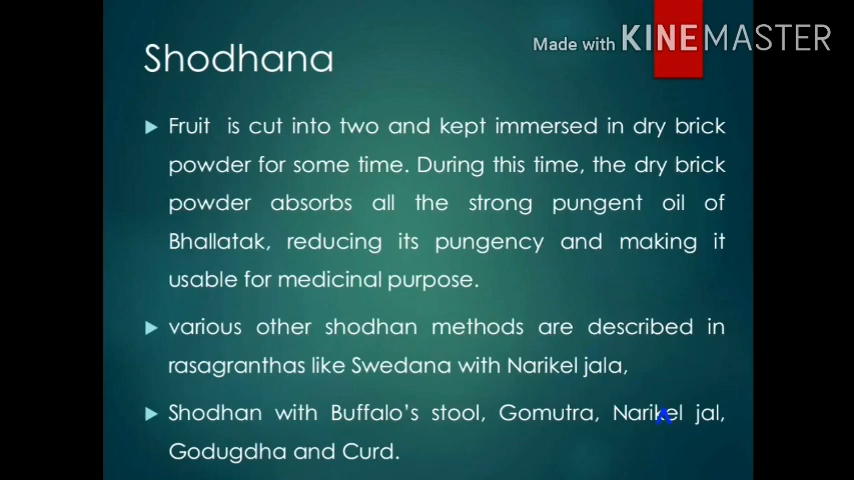 Made with KINEMASTER
Shodhana
Fruit is cut into two and kept immersed in dry brick
powder for some time. During this time, the dry brick
powder absorbs all the strong pungent oil of
Bhallatak, reducing its pungency and making it
usable for medicinal purpose.
various other shodhan methods are described in
rasagranthas like Swedana with Narikel jala,
Shodhan with Buffalo's stool, Gomutra, Narikel jal,
Godugdha and Curd.